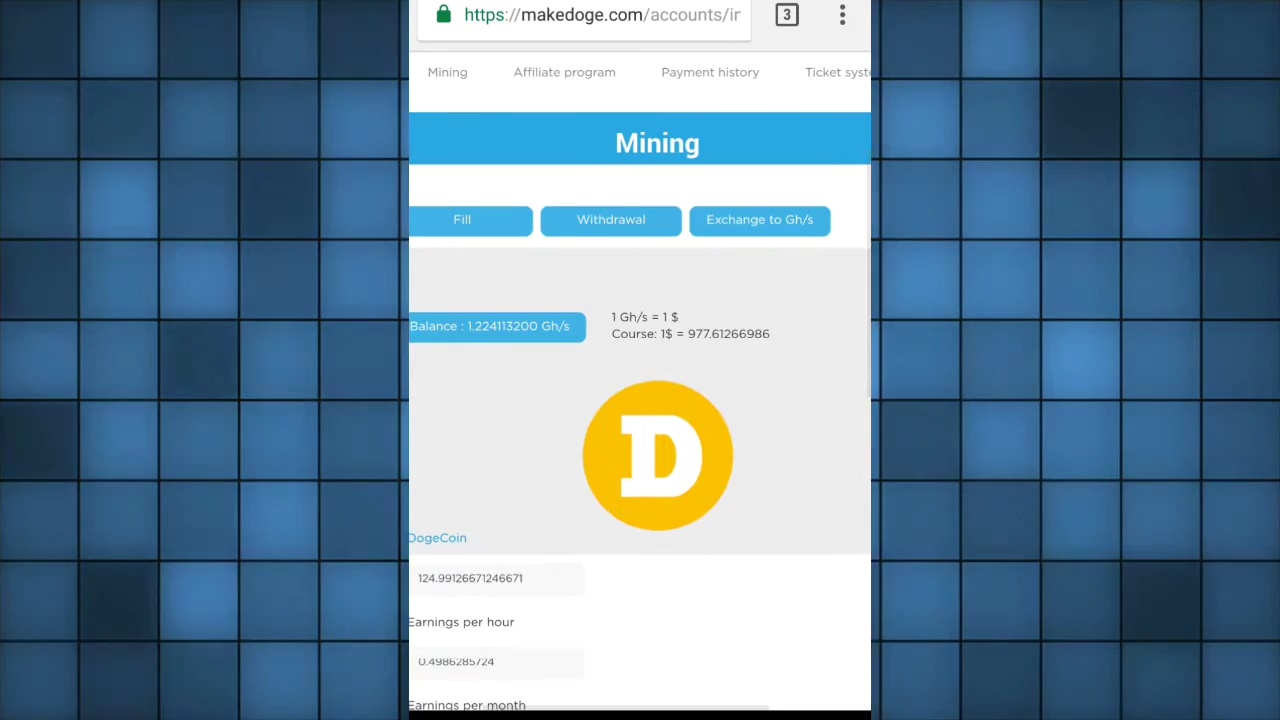 https://makedoge.com/accounts/ir
3
Mining
Affiliate program
Payment history
Ticket syste
Mining
Fill
Withdrawal
Exchange to Gh/s
Balance : 1.224113200 Gh/s
1 Gh/s = 1 $
Course: 1$ = 977.61266986
D
DogeCoin
124.99126671246671
Earnings per hour
0.4986285724
Earnings per month